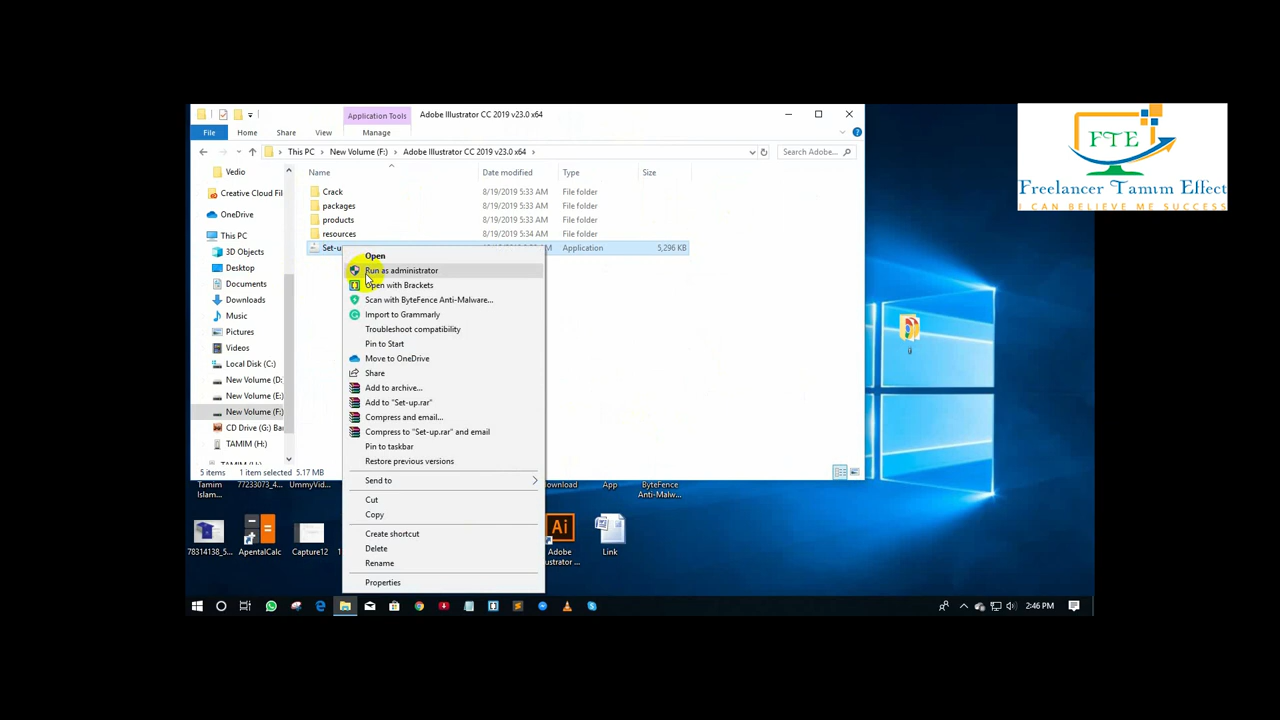 Application Tools
Adobe Illustrator CC 2019 v23.0 x64
File Home Share View Manage
This PC New Volume (F:) Adobe Illustrator CC 2019 v23.0 x64
Search Adobe...
FTE
Freelancer Tamim Effect
I CAN BELIEVE ME SUCCESS
Name Date modified Type Size
Vedio
Creative Cloud Fil
OneDrive
This PC
3D Objects
Desktop
Documents
Downloads
Music
Pictures
Videos
Local Disk (C:)
New Volume (D:
New Volume (E:)
New Volume (F:)
CD Drive (G:) Ba
TAMIM (H:)
Crack 8/19/2019 5:33 AM File folder
packages 8/19/2019 5:33 AM File folder
products 8/19/2019 5:33 AM File folder
resources 8/19/2019 5:34 AM File folder
Set-u AM Application 5,296 KB
Open
Run as administrator
Open with Brackets
Scan with ByteFence Anti-Malware...
Import to Grammarly
Troubleshoot compatibility
Pin to Start
Move to OneDrive
Share
Add to archive...
Add to "Set-up.rar"
Compress and email...
Compress to "Set-up.rar" and email
Pin to taskbar
Restore previous versions
Send to
Cut
Copy
Create shortcut
Delete
Rename
Properties
5 items 1 item selected 5.17 MB
Tamim
Islam...
77233073_4...
UmmyVid...
ownload
App
ByteFence
Anti-Malw...
78314138_5...
ApentalCalc
Capture12
Ai
Adobe
Illustrator ...
Link
2:46 PM